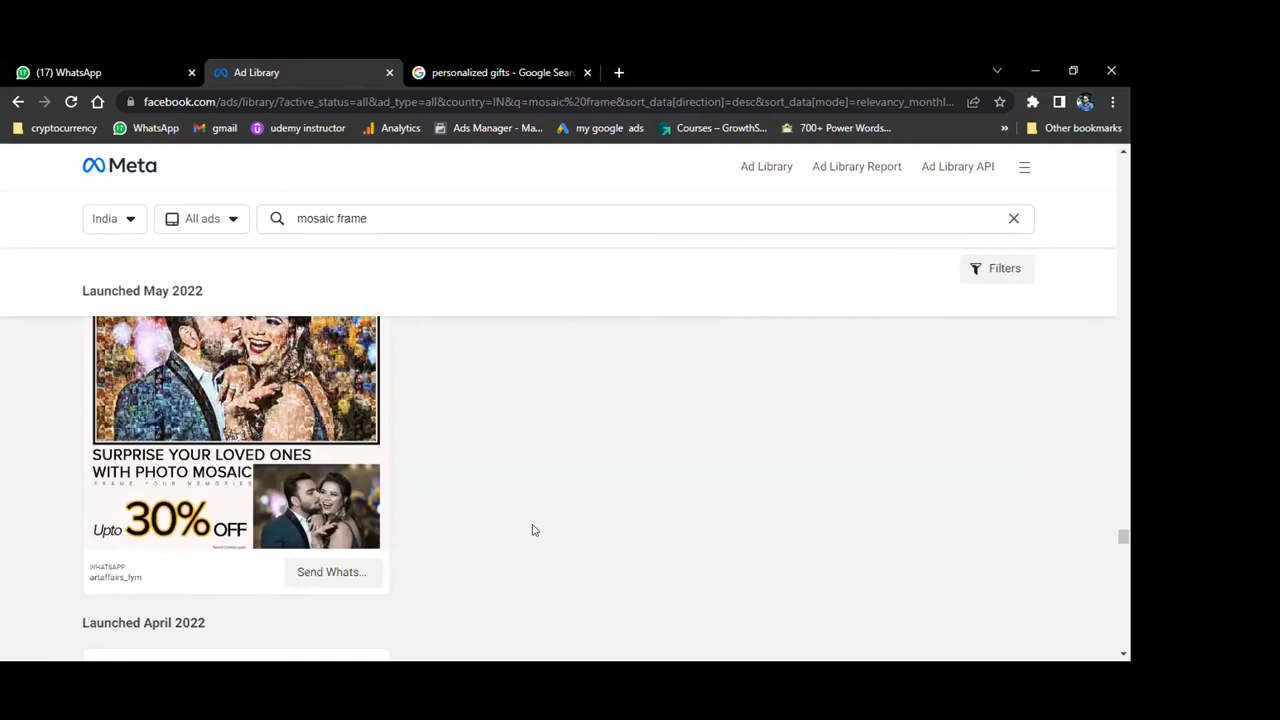 (17) WhatsApp
Ad Library
personalized gifts - Google Sear
facebook.com/ads/library/?active_status=all&ad_type=all&country=IN&q=mosaic%20frame&sort_data[direction]=desc&sort_data[mode]=relevancy_monthl...
cryptocurrency
WhatsApp
gmail
udemy instructor
Analytics
Ads Manager - Ma...
my google ads
Courses – GrowthS...
700+ Power Words...
»
Other bookmarks
Meta
Ad Library
Ad Library Report
Ad Library API
India
All ads
mosaic frame
Filters
Launched May 2022
SURPRISE YOUR LOVED ONES
WITH PHOTO MOSAIC
FRAME YOUR MEMORIES
Upto 30% OFF
WHATSAPP
artaffairs_fym
Send Whats...
Launched April 2022